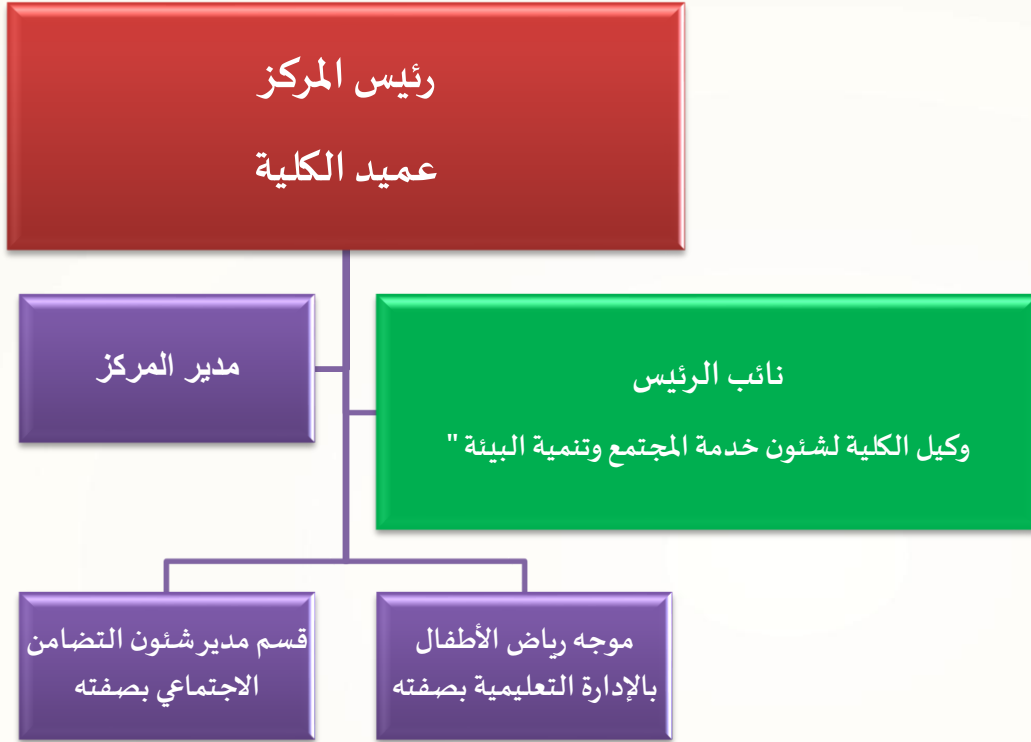 رئيس المركز
عميد الكلية
نائب الرئيس
وكيل الكلية لشئون خدمة المجتمع وتنمية البيئة "
مدير المركز
موجه رياض الأطفال
بالإدارة التعليمية بصفته
قسم مدير شئون التضامن
الاجتماعي بصفته